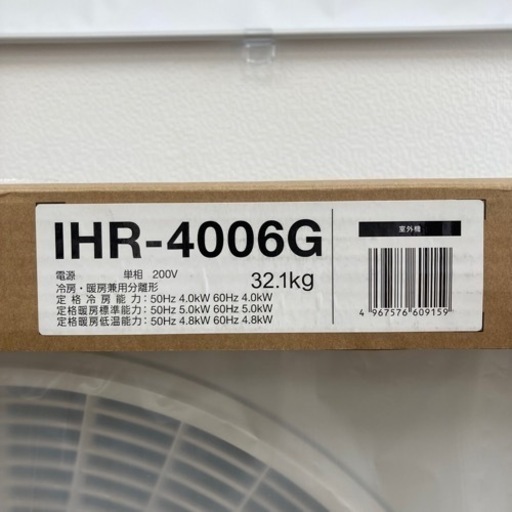 IHR-4006G
電源 単相 200V 32.1kg
冷房・暖房兼用分離形
定格冷房能力:50Hz 4.0kW 60Hz 4.0kW
定格暖房標準能力:50Hz 5.0kW 60Hz 5.0kW
定格暖房低温能力:50Hz 4.8kW 60Hz 4.8kW
室外機
4 967576 609159